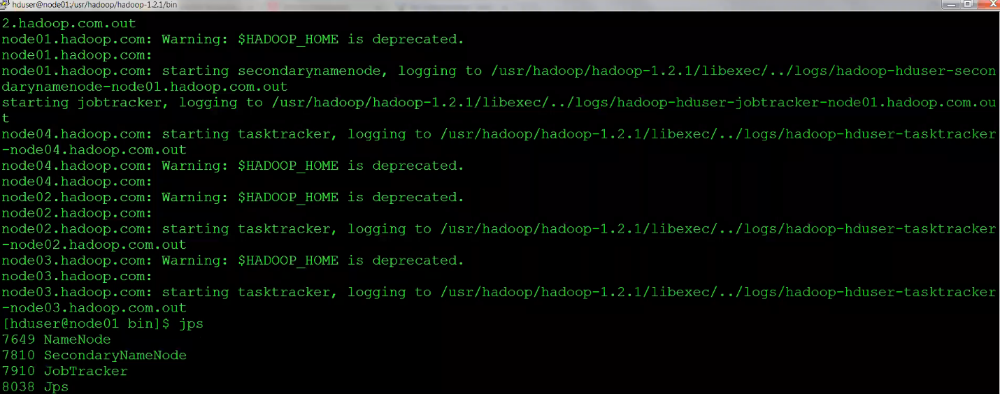 hduser@node01:/usr/hadoop/hadoop-1.2.1/bin
2.hadoop.com.out
node01.hadoop.com: Warning: $HADOOP_HOME is deprecated.
node01.hadoop.com:
node01.hadoop.com: starting secondarynamenode, logging to /usr/hadoop/hadoop-1.2.1/libexec/../logs/hadoop-hduser-secon
darynamenode-node01.hadoop.com.out
starting jobtracker, logging to /usr/hadoop/hadoop-1.2.1/libexec/../logs/hadoop-hduser-jobtracker-node01.hadoop.com.ou
t
node04.hadoop.com: starting tasktracker, logging to /usr/hadoop/hadoop-1.2.1/libexec/../logs/hadoop-hduser-tasktracker
-node04.hadoop.com.out
node04.hadoop.com: Warning: $HADOOP_HOME is deprecated.
node04.hadoop.com:
node02.hadoop.com: Warning: $HADOOP_HOME is deprecated.
node02.hadoop.com:
node02.hadoop.com: starting tasktracker, logging to /usr/hadoop/hadoop-1.2.1/libexec/../logs/hadoop-hduser-tasktracker
-node02.hadoop.com.out
node03.hadoop.com: Warning: $HADOOP_HOME is deprecated.
node03.hadoop.com:
node03.hadoop.com: starting tasktracker, logging to /usr/hadoop/hadoop-1.2.1/libexec/../logs/hadoop-hduser-tasktracker
-node03.hadoop.com.out
[hduser@node01 bin]$ jps
7649 NameNode
7810 SecondaryNameNode
7910 JobTracker
8038 Jps